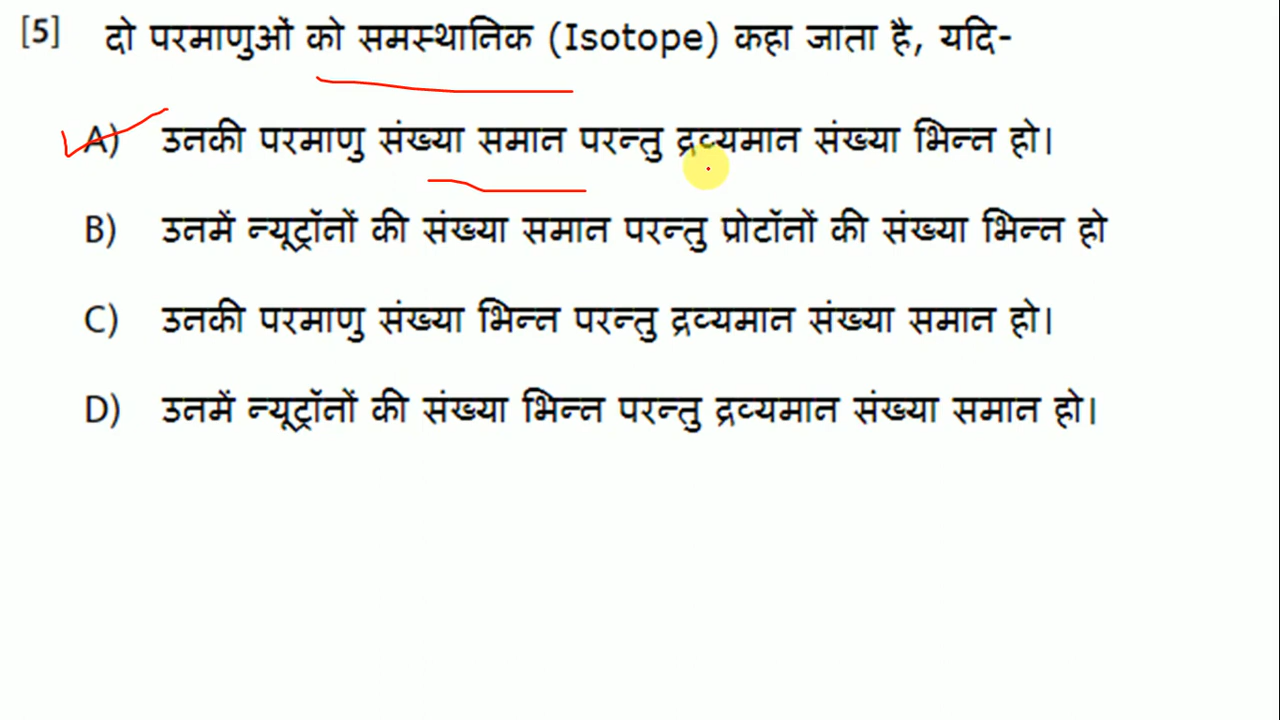 [5] दो परमाणुओं को समस्थानिक (Isotope) कहा जाता है, यदि-
A) उनकी परमाणु संख्या समान परन्तु द्रव्यमान संख्या भिन्न हो।
B) उनमें न्यूट्रॉनों की संख्या समान परन्तु प्रोटॉनों की संख्या भिन्न हो
C) उनकी परमाणु संख्या भिन्न परन्तु द्रव्यमान संख्या समान हो।
D) उनमें न्यूट्रॉनों की संख्या भिन्न परन्तु द्रव्यमान संख्या समान हो।